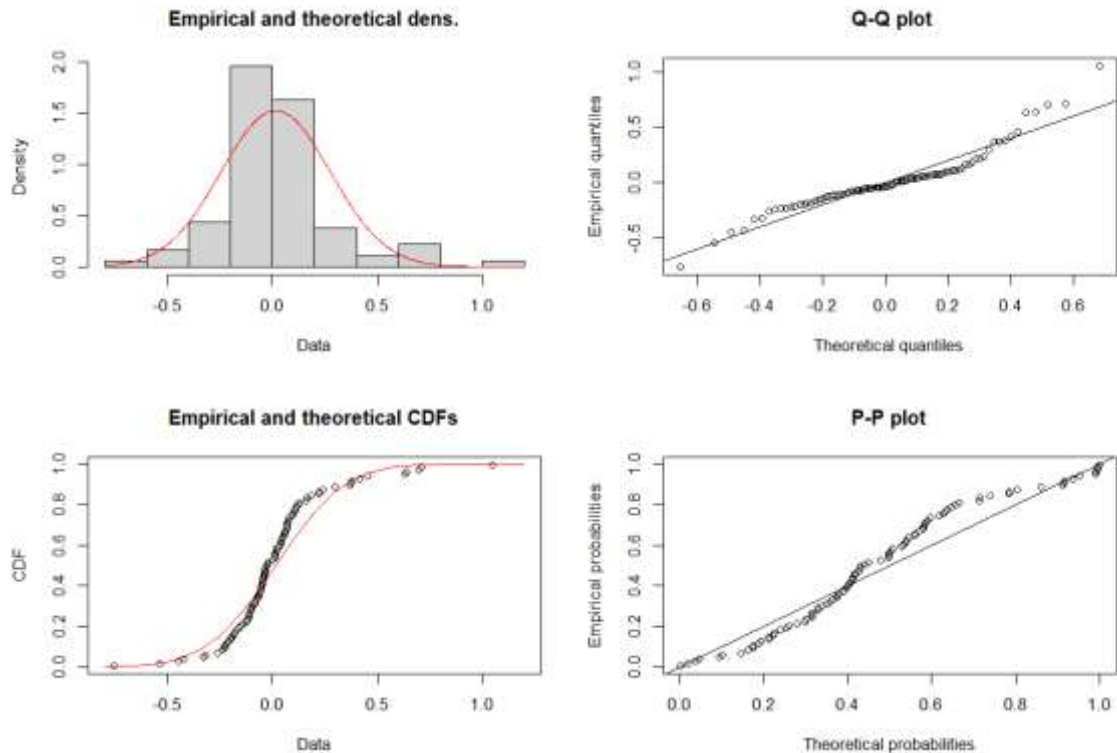 Empirical and theoretical dens.
Density
0.0 0.5 1.0 1.5 2.0
-0.5 0.0 0.5 1.0
Data
Q-Q plot
Empirical quantiles
-0.5 0.0 0.5 1.0
-0.6 -0.4 -0.2 0.0 0.2 0.4 0.6
Theoretical quantiles
Empirical and theoretical CDFs
CDF
0.0 0.2 0.4 0.6 0.8 1.0
-0.5 0.0 0.5 1.0
Data
P-P plot
Empirical probabilities
0.0 0.2 0.4 0.6 0.8 1.0
0.0 0.2 0.4 0.6 0.8 1.0
Theoretical probabilities